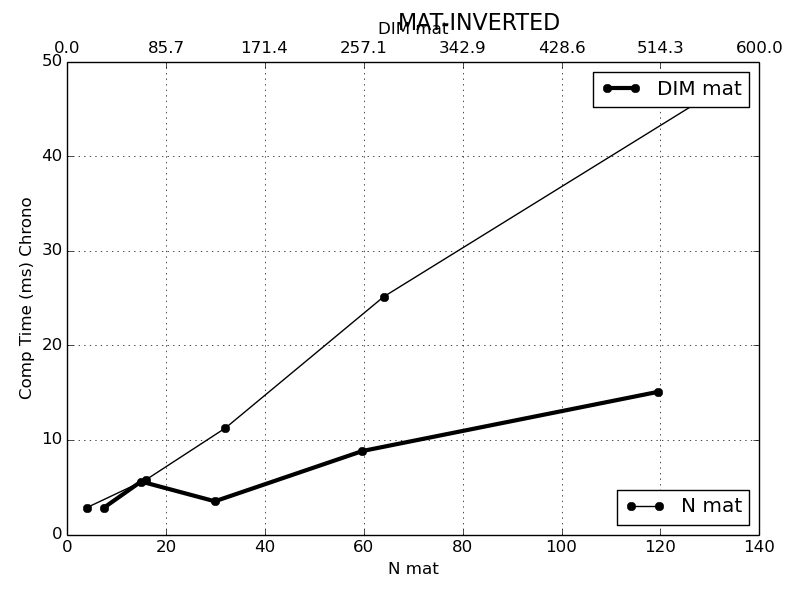 MAT-INVERTED
DIM mat
0.0 85.7 171.4 257.1 342.9 428.6 514.3 600.0
50
DIM mat
40
30
Comp Time (ms) Chrono
20
10
N mat
0
0 20 40 60 80 100 120 140
N mat